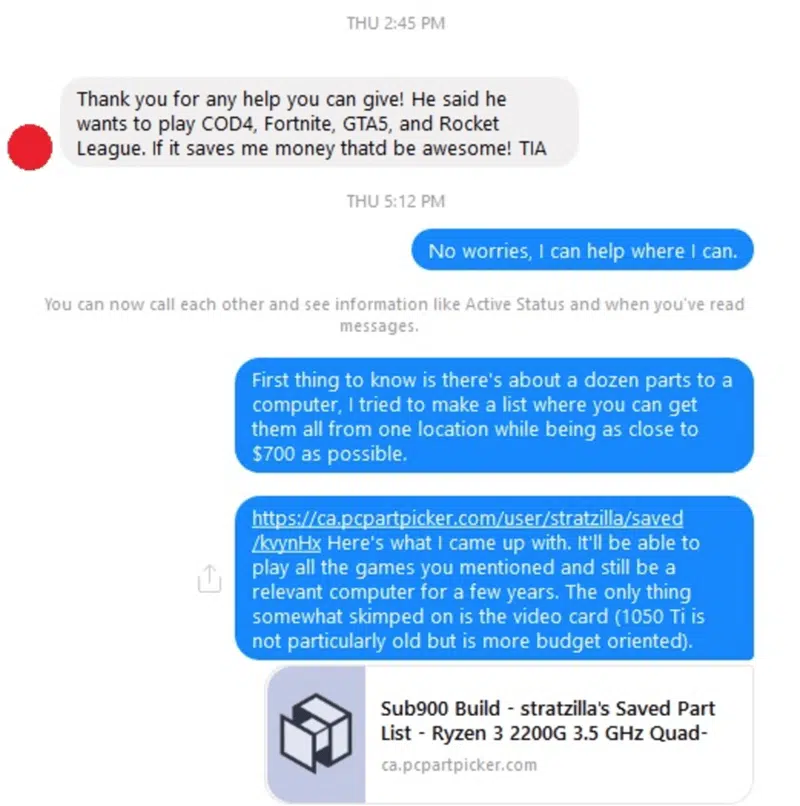 THU 2:45 PM
Thank you for any help you can give! He said he
wants to play COD4, Fortnite, GTA5, and Rocket
League. If it saves me money thatd be awesome! TIA
THU 5:12 PM
No worries, I can help where I can.
You can now call each other and see information like Active Status and when you've read
messages.
First thing to know is there's about a dozen parts to a
computer, I tried to make a list where you can get
them all from one location while being as close to
$700 as possible.
https://ca.pcpartpicker.com/user/stratzilla/saved
/kvynHx Here's what I came up with. It'll be able to
play all the games you mentioned and still be a
relevant computer for a few years. The only thing
somewhat skimped on is the video card (1050 Ti is
not particularly old but is more budget oriented).
Sub900 Build - stratzilla's Saved Part
List - Ryzen 3 2200G 3.5 GHz Quad-
ca.pcpartpicker.com